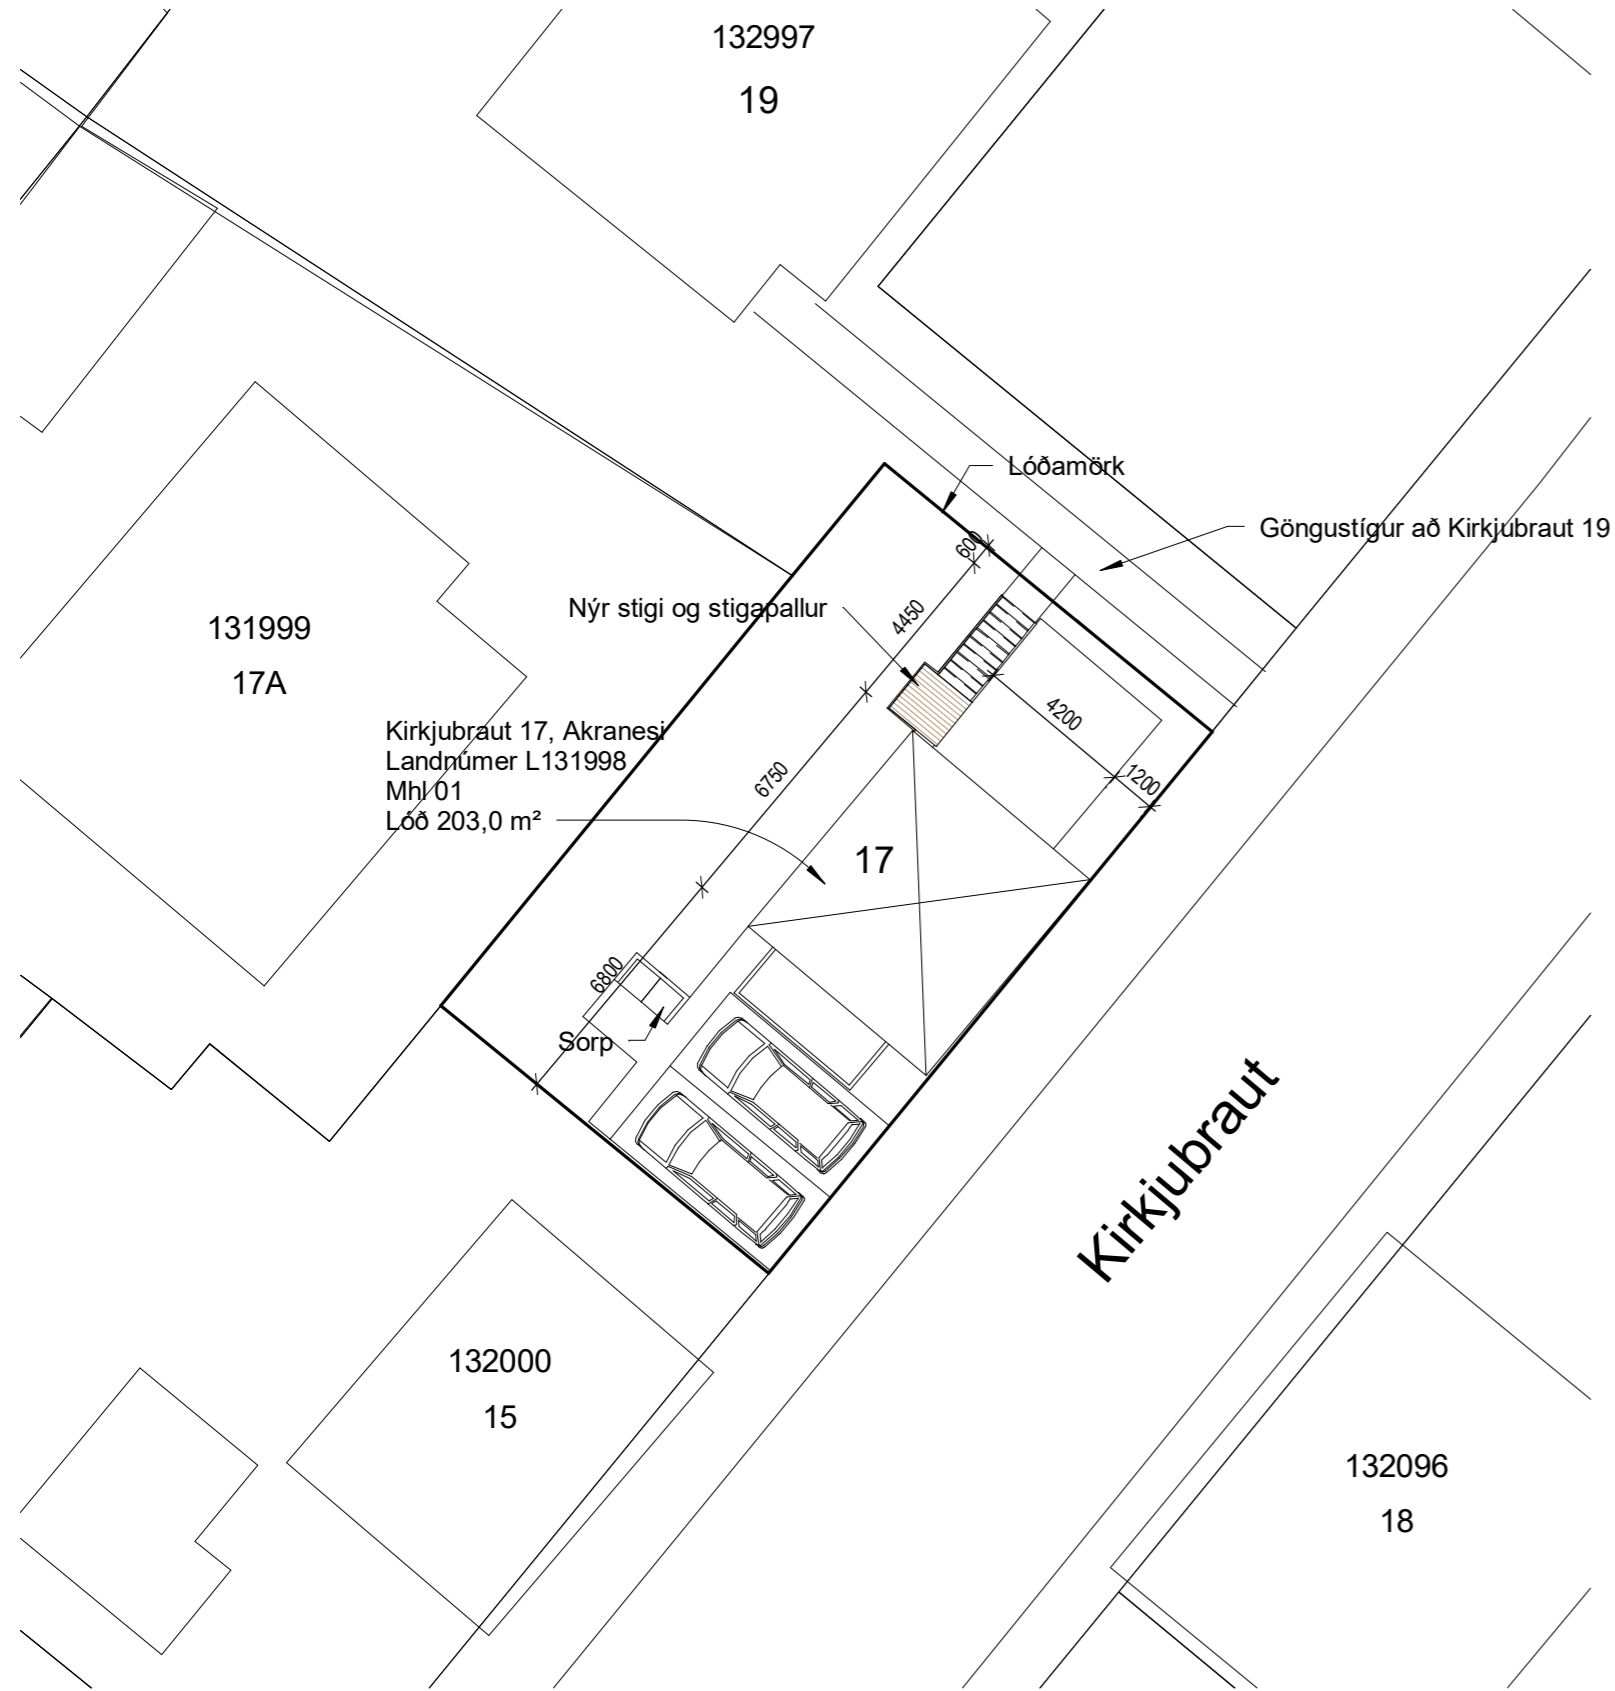 132997
19
Lóðamörk
Göngustígur að Kirkjubraut 19
600
Nýr stigi og stigapallur
4450
131999
17A
4200
Kirkjubraut 17, Akranesi
Landnúmer L131998
Mhl 01
Lóð 203,0 m²
6750
1200
17
6800
Sorp
Kirkjubraut
132000
15
132096
18